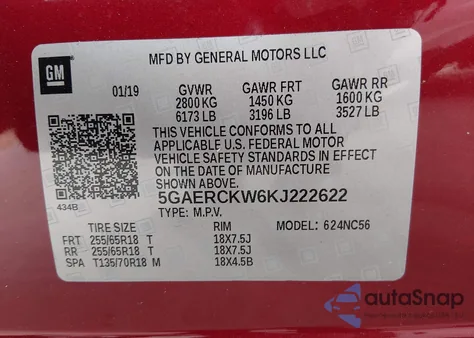 GM
MFD BY GENERAL MOTORS LLC
01/19 GVWR GAWR FRT GAWR RR
2800 KG 1450 KG 1600 KG
6173 LB 3196 LB 3527 LB
THIS VEHICLE CONFORMS TO ALL
APPLICABLE U.S. FEDERAL MOTOR
VEHICLE SAFETY STANDARDS IN EFFECT
ON THE DATE OF MANUFACTURE
SHOWN ABOVE.
434B
5GAERCKW6KJ222622
TYPE: M.P.V. MODEL: 624NC56
TIRE SIZE RIM
FRT 255/65R18 T 18X7.5J
RR 255/65R18 T 18X7.5J
SPA T135/70R18 M 18X4.5B
autoSnap